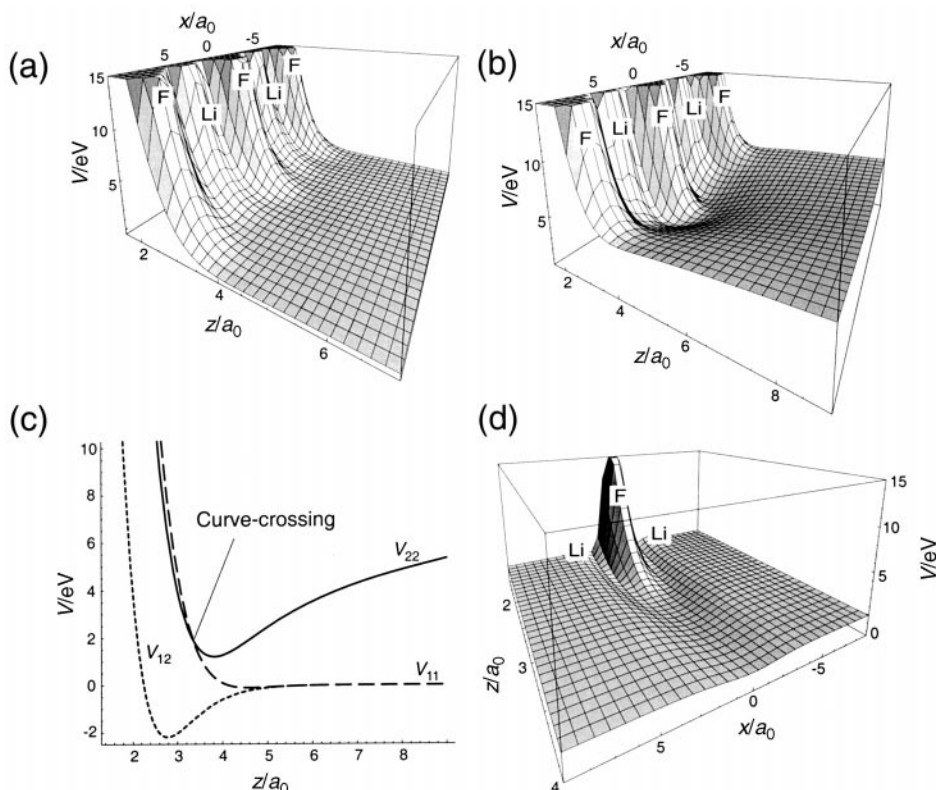 (a)
x/a0
5 0 -5
15
10
5
V/eV
F Li F Li F
2 4 6
z/a0
(b)
x/a0
5 0 -5
15
10
5
V/eV
F Li F Li F
2 4 6 8
z/a0
(c)
10
8
6
4
2
0
-2
V/eV
Curve-crossing
V22
V12
V11
2 3 4 5 6 7 8
z/a0
(d)
15
10
5
0
V/eV
F
Li Li
2
3
4
z/a0
5 0 -5
x/a0